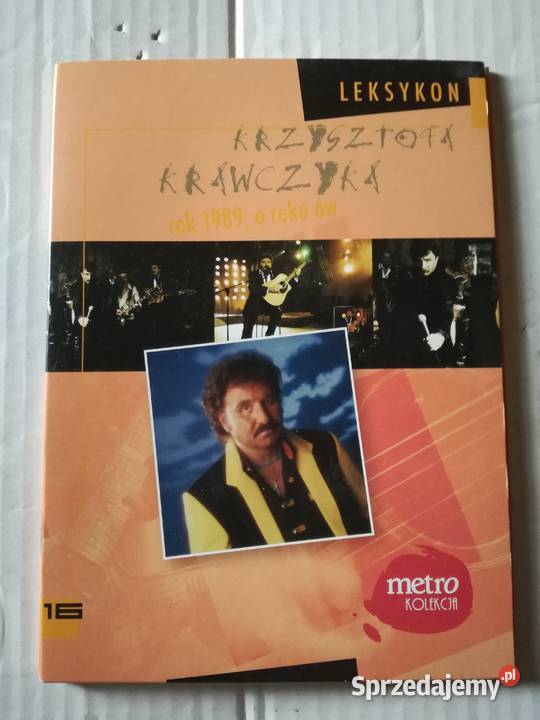 LEKSYKON
KRZYSZTOFA
KRAWCZYKA
rok 1989, o roku ów
metro
KOLEKCJA
16
Sprzedajemy.pl